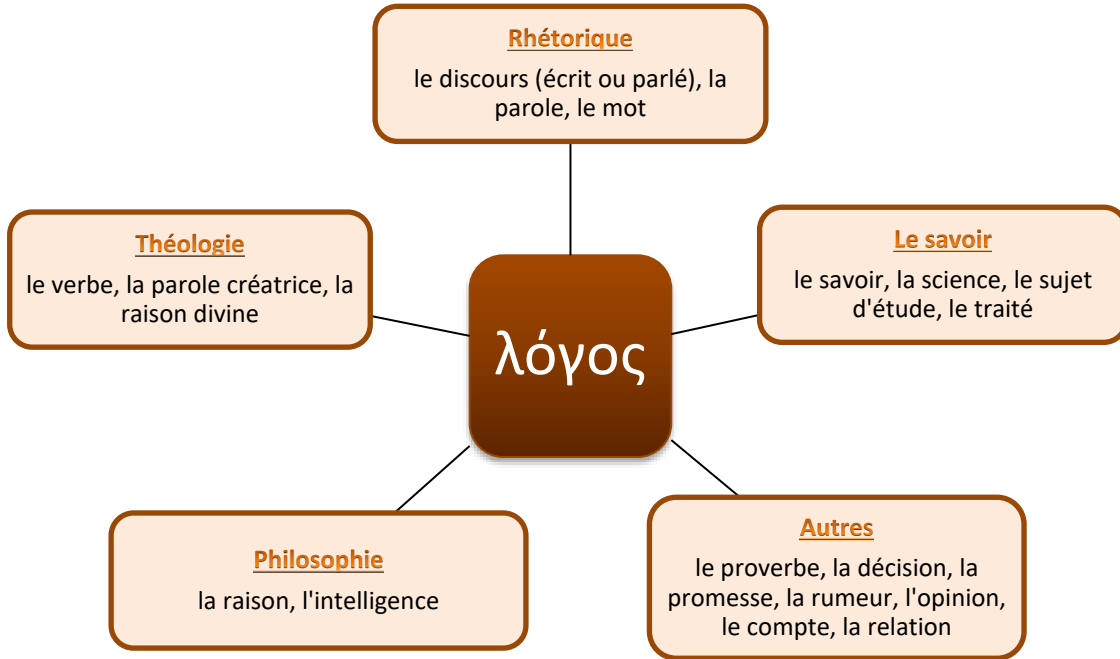 Rhétorique
le discours (écrit ou parlé), la
parole, le mot
Théologie
le verbe, la parole créatrice, la
raison divine
Le savoir
le savoir, la science, le sujet
d'étude, le traité
λόγος
Philosophie
la raison, l'intelligence
Autres
le proverbe, la décision, la
promesse, la rumeur, l'opinion,
le compte, la relation